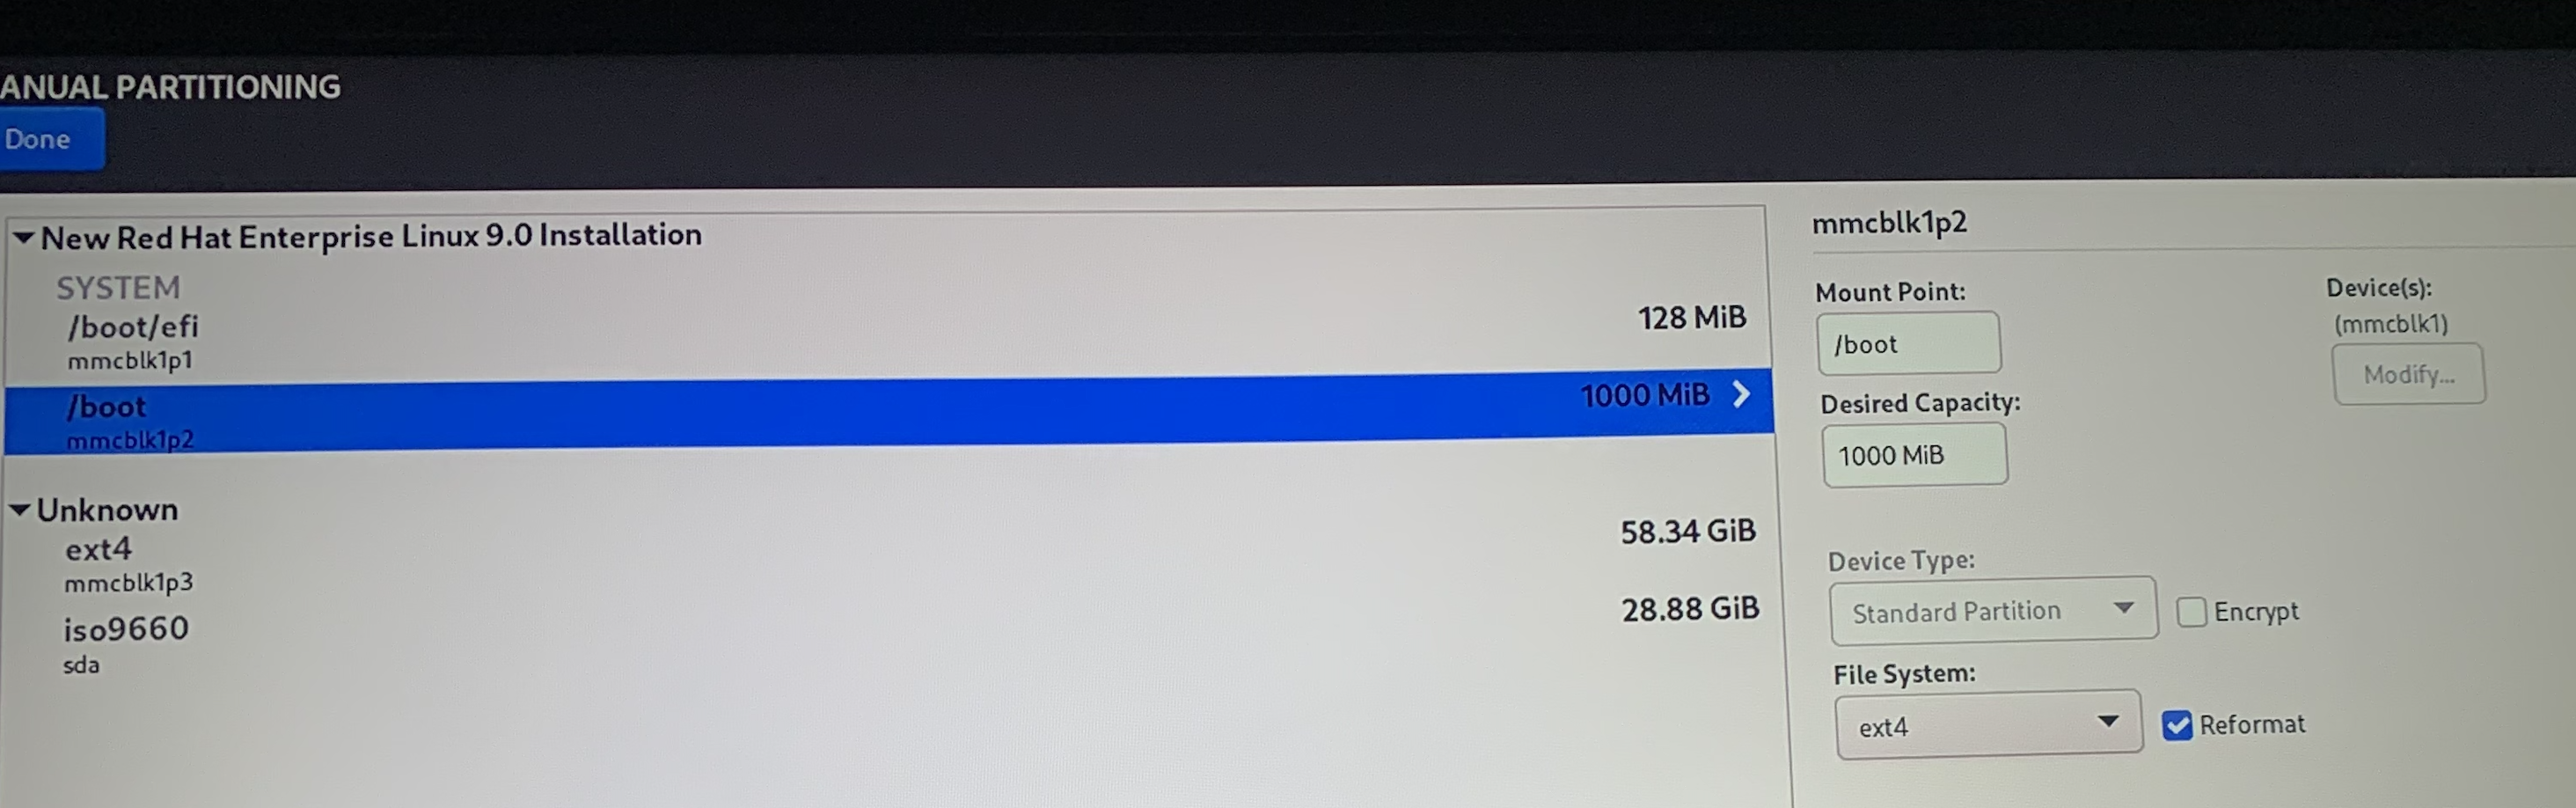 ANUAL PARTITIONING
Done
New Red Hat Enterprise Linux 9.0 Installation
SYSTEM
/boot/efi
128 MiB
mmcblk1p1
/boot
1000 MiB
mmcblk1p2
Unknown
ext4
58.34 GiB
mmcblk1p3
iso9660
28.88 GiB
sda
mmcblk1p2
Mount Point:
/boot
Device(s):
(mmcblk1)
Modify...
Desired Capacity:
1000 MiB
Device Type:
Standard Partition
Encrypt
File System:
ext4
Reformat